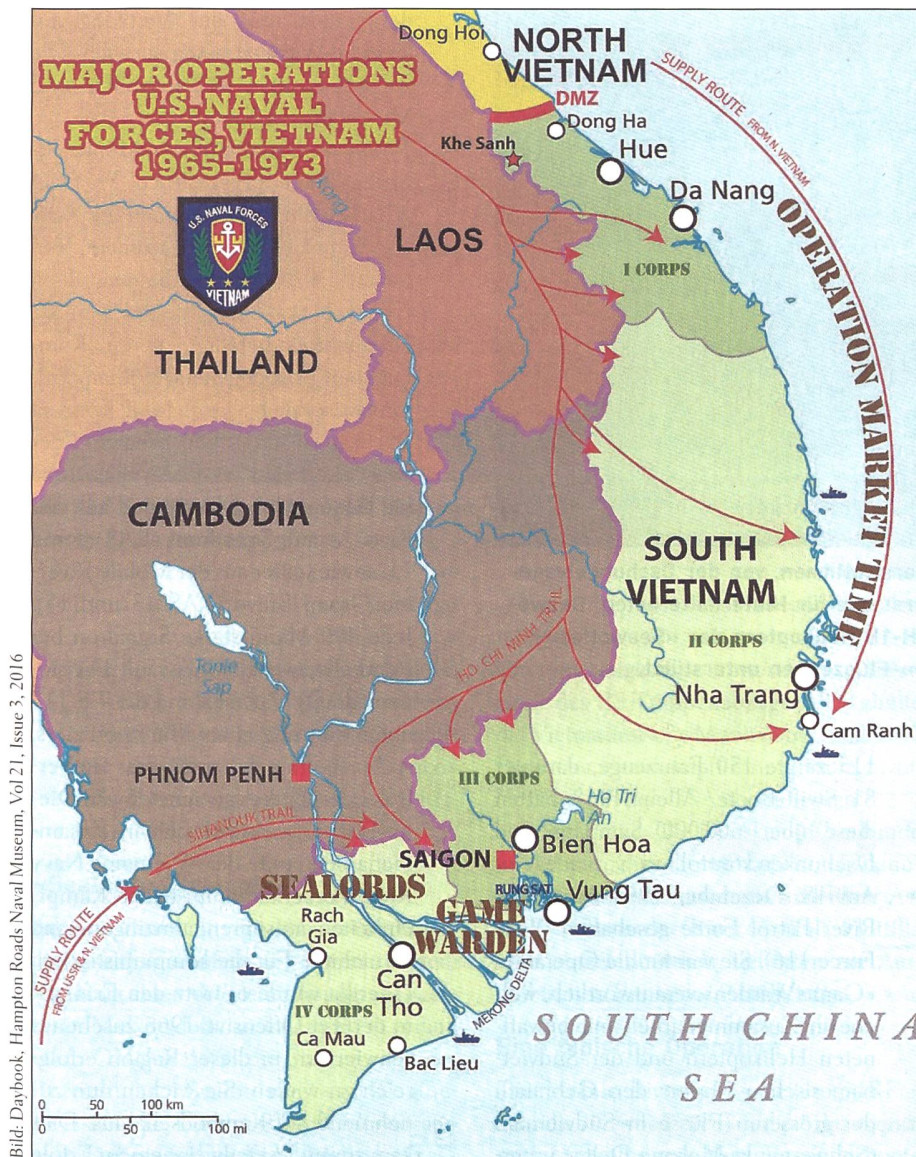 MAJOR OPERATIONS
U.S. NAVAL
FORCES, VIETNAM
1965-1973
U.S. NAVAL FORCES
VIETNAM
Dong Hoi
NORTH
VIETNAM
DMZ
Dong Ha
Khe Sanh
Hue
Da Nang
SUPPLY ROUTE FROM N. VIETNAM
OPERATION MARKET TIME
Kong
LAOS
I CORPS
THAILAND
CAMBODIA
SOUTH
VIETNAM
II CORPS
HO CHI MINH TRAIL
Tonle
Sap
Nha Trang
Cam Ranh
PHNOM PENH
III CORPS
Ho Tri
An
SIHANOUK TRAIL
Bien Hoa
SAIGON
SEALORDS
RUNG SAT
Vung Tau
GAME
WARDEN
Rach
Gia
Can
Tho
MEKONG DELTA
SUPPLY ROUTE
FROM USSR & N. VIETNAM
IV CORPS
Ca Mau
Bac Lieu
SOUTH CHINA
SEA
0 50 100 km
0 50 100 mi
Bild: Daybook, Hampton Roads Naval Museum, Vol 21, Issue 3, 2016